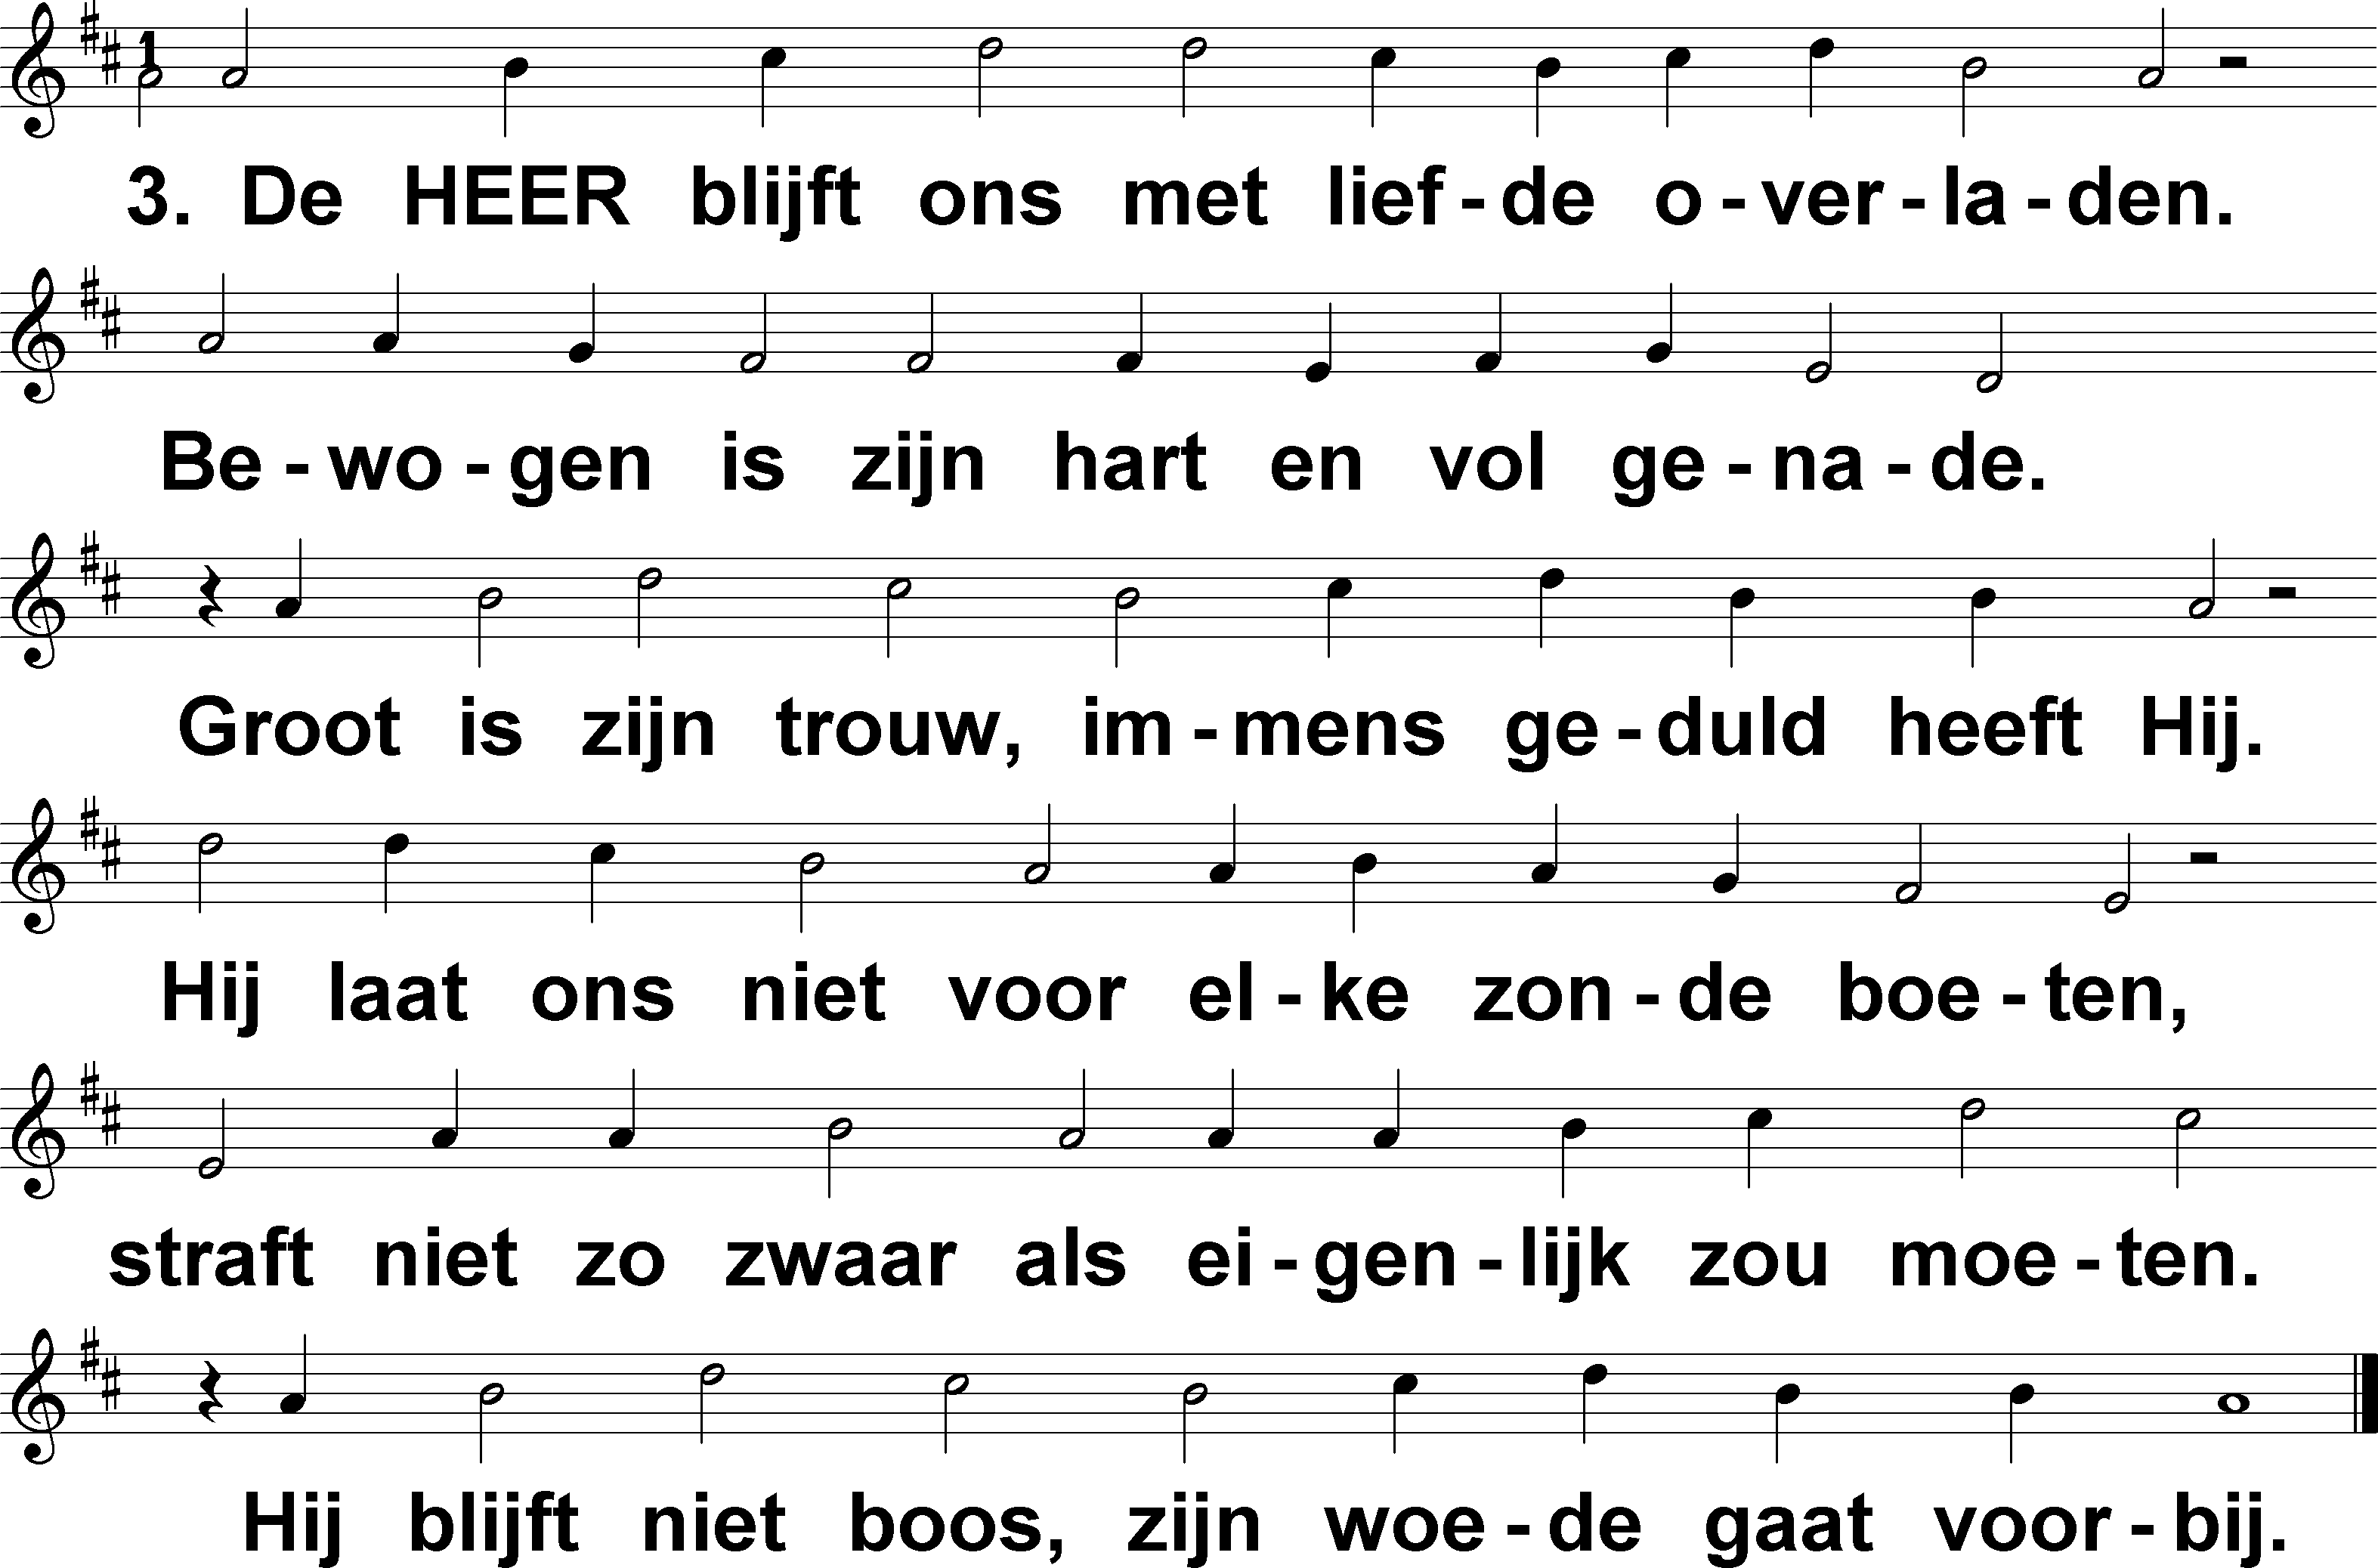 1
3. De HEER blijft ons met lief-de o-ver-la-den.
Be-wo-gen is zijn hart en vol ge-na-de.
Groot is zijn trouw, im-mens ge-duld heeft Hij.
Hij laat ons niet voor el-ke zon-de boe-ten,
straft niet zo zwaar als ei-gen-lijk zou moe-ten.
Hij blijft niet boos, zijn woe-de gaat voor-bij.